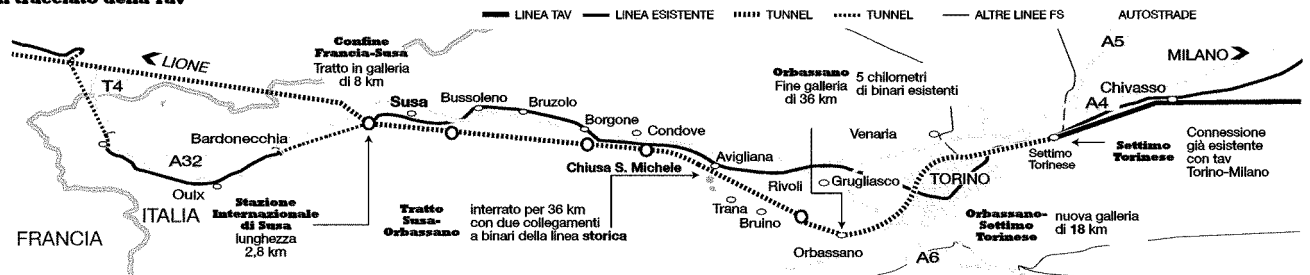 tracciato della Tav
LINEA TAV
LINEA ESISTENTE
TUNNEL
TUNNEL
ALTRE LINEE FS
AUTOSTRADE
LIONE
T4
Confine
Francia-Susa
Tratto in galleria
di 8 km
Susa
Bussoleno
Bruzolo
Borgone
Condove
Chiusa S. Michele
Avigliana
Bardonecchia
A32
Oulx
ITALIA
FRANCIA
Stazione
Internazionale
di Susa
lunghezza
2,8 km
Tratto
Susa-
Orbassano
interrato per 36 km
con due collegamenti
a binari della linea storica
Orbassano
Fine galleria
di 36 km
5 chilometri
di binari esistenti
Venaria
Rivoli
Grugliasco
TORINO
Trana
Bruino
Orbassano
A5
MILANO
Chivasso
A4
Settimo
Torinese
Settimo
Torinese
Connessione
già esistente
con tav
Torino-Milano
Orbassano-
Settimo
Torinese
nuova galleria
di 18 km
A6